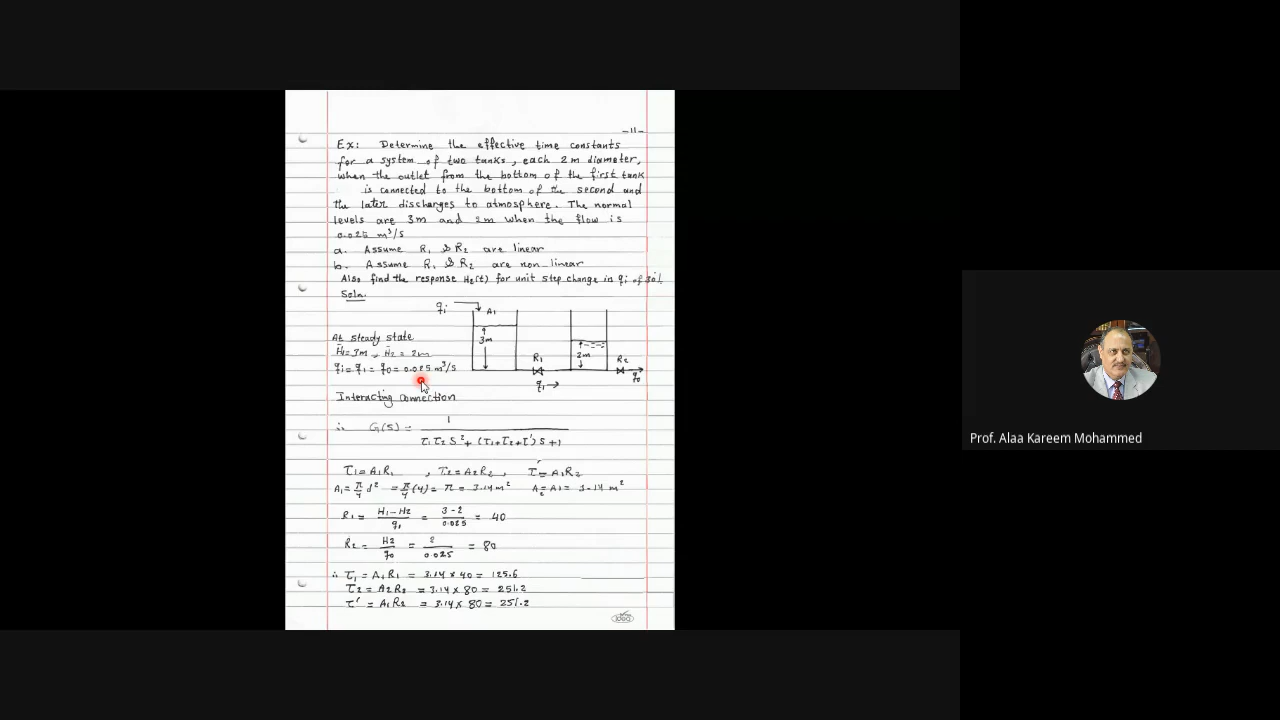 -11-
Ex: Determine the effective time constants
for a system of two tanks, each 2m diameter,
when the outlet from the bottom of the first tank
is connected to the bottom of the second and
the later discharges to atmosphere. The normal
levels are 3m and 2m when the flow is
0.025 m³/s
a. Assume R₁ & R₂ are linear
b. Assume R₁ & R₂ are non linear
Also find the response H₂(t) for unit step change in qi of
Soln.
qi A₁
At steady state
H̄₁= 3m, H̄₂ = 2m
qi = q₁ = q₀ = 0.025 m³/s
3m
2m
R₁ R₂
q₁→ q₀
Interacting connection
∴ G(s) = 1 / τ₁ τ₂ s² + (τ₁+τ₂+τ′) s + 1
τ₁ = A₁R₁ , τ₂ = A₂R₂ , τ′ = A₁R₂
A₁ = π/4 d² = π/4 (4) = π = 3.14 m² A₂ = A₁ = 3.14 m²
R₁ = H₁-H₂ / q₁ = 3-2 / 0.025 = 40
R₂ = H₂ / q₀ = 2 / 0.025 = 80
∴ τ₁ = A₁R₁ = 3.14 × 40 = 125.6
τ₂ = A₂R₂ = 3.14 × 80 = 251.2
τ′ = A₁R₂ = 3.14 × 80 = 251.2
Prof. Alaa Kareem Mohammed